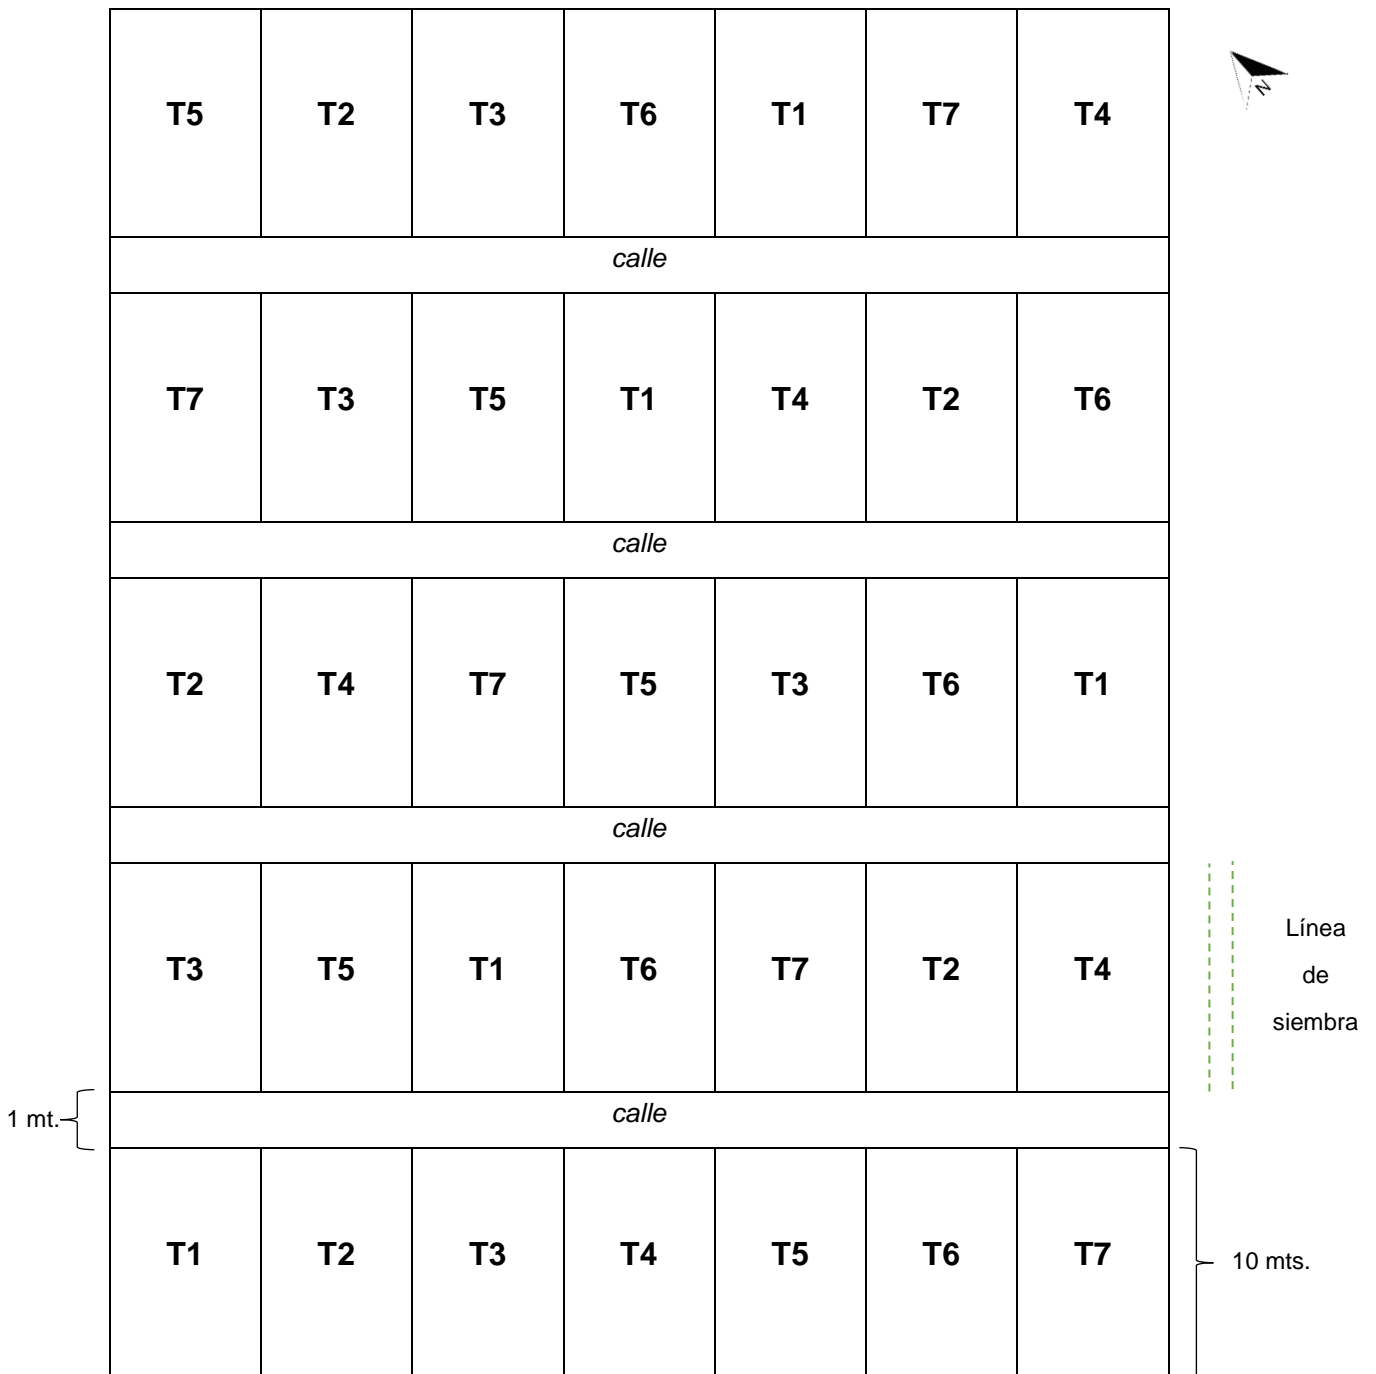 T5 T2 T3 T6 T1 T7 T4
N
calle
T7 T3 T5 T1 T4 T2 T6
calle
T2 T4 T7 T5 T3 T6 T1
calle
T3 T5 T1 T6 T7 T2 T4
Línea
de
siembra
1 mt.
calle
T1 T2 T3 T4 T5 T6 T7
10 mts.